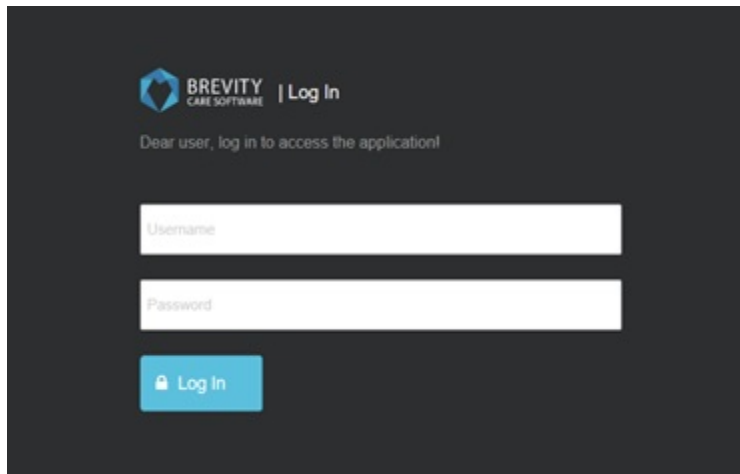 BREVITY
CARE SOFTWARE
| Log In
Dear user, log in to access the application!
Username
Password
Log In